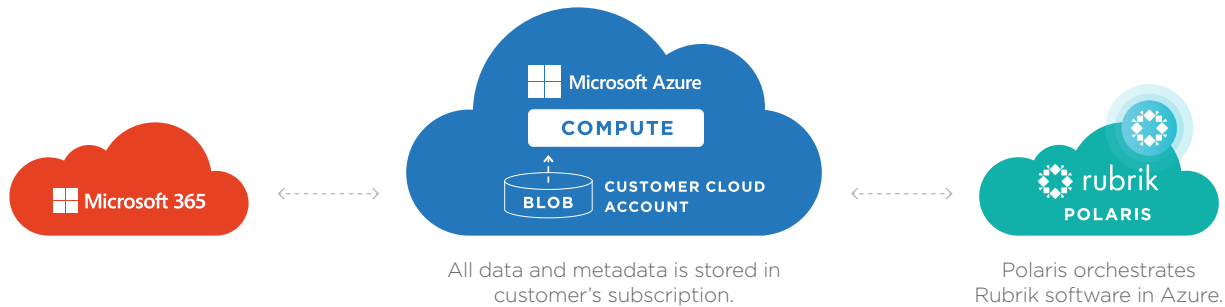 Microsoft 365
Microsoft Azure
COMPUTE
BLOB
CUSTOMER CLOUD
ACCOUNT
All data and metadata is stored in
customer's subscription.
rubrik
POLARIS
Polaris orchestrates
Rubrik software in Azure.